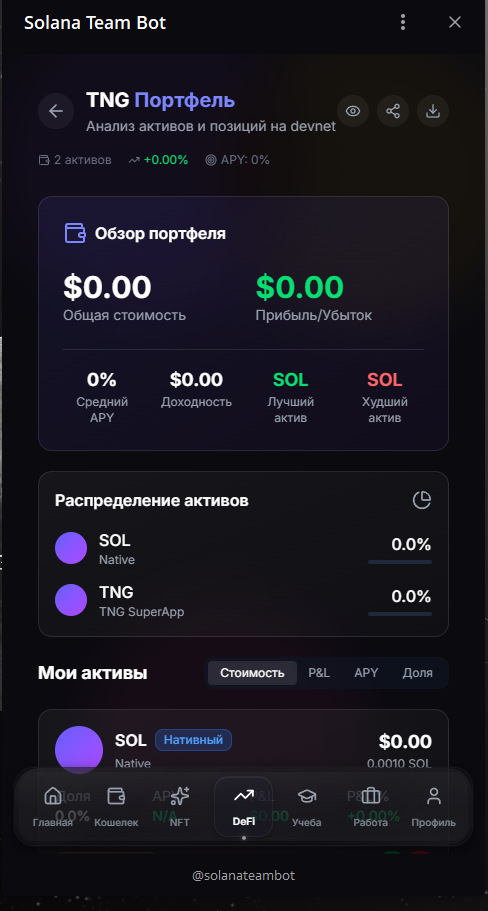 Solana Team Bot
TNG Портфель
Анализ активов и позиций на devnet
2 активов +0.00% APY: 0%
Обзор портфеля
$0.00 $0.00
Общая стоимость Прибыль/Убыток
0% $0.00 SOL SOL
Средний Доходность Лучший Худший
APY актив актив
Распределение активов
SOL 0.0%
Native
TNG 0.0%
TNG SuperApp
Мои активы Стоимость P&L APY Доля
SOL Нативный $0.00
Native 0.0010 SOL
Доля
0.0% N/A $0.00 +0.00%
Главная Кошелек NFT DeFi Учеба Работа Профиль
@solanateambot